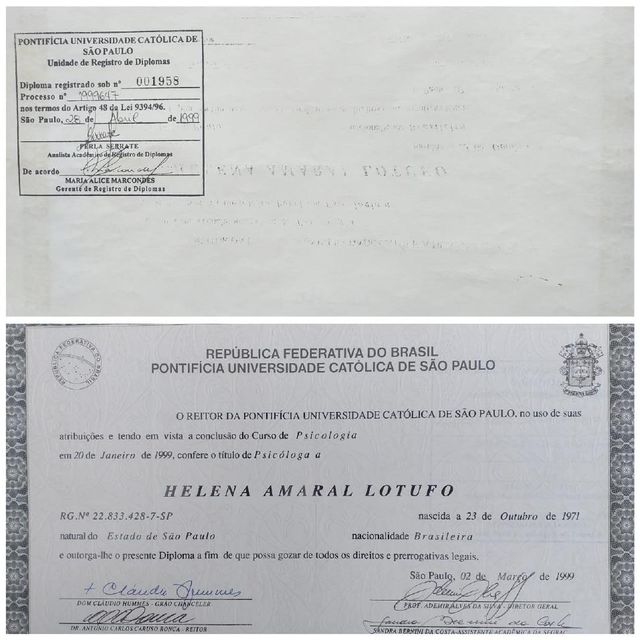 PONTIFÍCIA UNIVERSIDADE CATÓLICA DE
SÃO PAULO
Unidade de Registro de Diplomas
Diploma registrado sob nº 001958
Processo nº 1999647
nos termos do Artigo 48 da Lei 9394/96.
São Paulo, 28 de Abril de 1999
PERLA SERRATE
Analista Acadêmico de Registro de Diplomas
De acordo
MARIA ALICE MARCONDES
Gerente de Registro de Diplomas
REPÚBLICA FEDERATIVA DO BRASIL
REPÚBLICA FEDERATIVA DO BRASIL
PONTIFÍCIA UNIVERSIDADE CATÓLICA DE SÃO PAULO
O REITOR DA PONTIFÍCIA UNIVERSIDADE CATÓLICA DE SÃO PAULO, no uso de suas
atribuições e tendo em vista a conclusão do Curso de Psicologia
em 20 de Janeiro de 1999, confere o título de Psicóloga a
HELENA AMARAL LOTUFO
RG.Nº 22.833.428-7-SP nascida a 23 de Outubro de 1971
natural do Estado de São Paulo nacionalidade Brasileira
e outorga-lhe o presente Diploma a fim de que possa gozar de todos os direitos e prerrogativas legais.
São Paulo, 02 de Março de 1999
+ Cláudio Hummes
DOM CLAUDIO HUMMES - GRÃO CHANCELER
PROF. ADEMIR ALVES DA SILVA - DIRETOR GERAL
DR. ANTONIO CARLOS CARUSO RONCA - REITOR
SANDRA BERNINI DA COSTA-ASSISTENTE ACADÊMICA